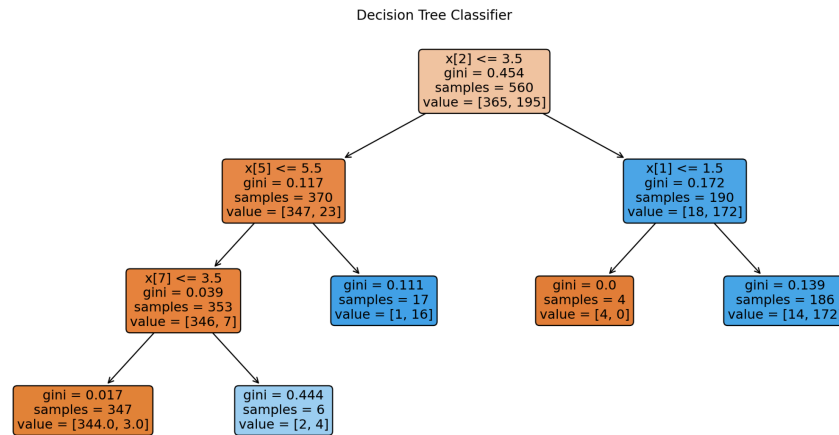 Decision Tree Classifier
x[2] <= 3.5
gini = 0.454
samples = 560
value = [365, 195]
x[5] <= 5.5
gini = 0.117
samples = 370
value = [347, 23]
x[1] <= 1.5
gini = 0.172
samples = 190
value = [18, 172]
x[7] <= 3.5
gini = 0.039
samples = 353
value = [346, 7]
gini = 0.111
samples = 17
value = [1, 16]
gini = 0.0
samples = 4
value = [4, 0]
gini = 0.139
samples = 186
value = [14, 172]
gini = 0.017
samples = 347
value = [344.0, 3.0]
gini = 0.444
samples = 6
value = [2, 4]